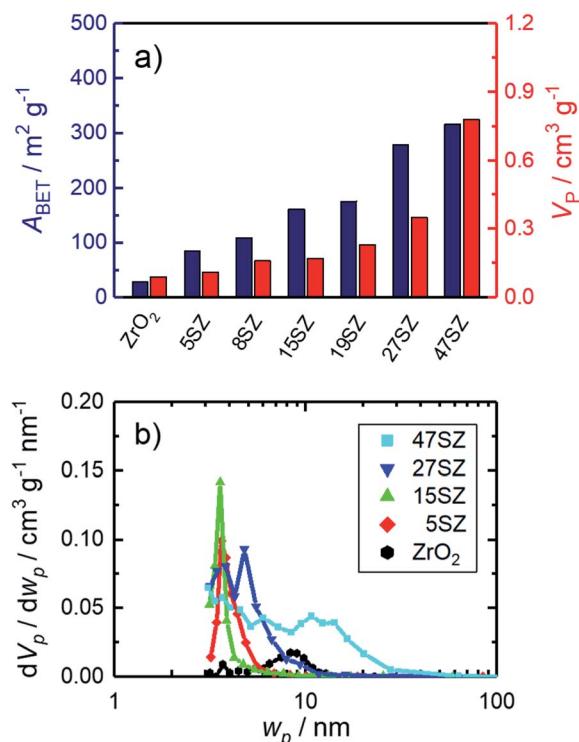 a)
A_BET / m² g⁻¹
500
400
300
200
100
0
V_P / cm³ g⁻¹
1.2
0.9
0.6
0.3
0.0
ZrO₂
5SZ
8SZ
15SZ
19SZ
27SZ
47SZ
b)
dV_p / dw_p / cm³ g⁻¹ nm⁻¹
0.20
0.15
0.10
0.05
0.00
47SZ
27SZ
15SZ
5SZ
ZrO₂
1
10
100
w_p / nm